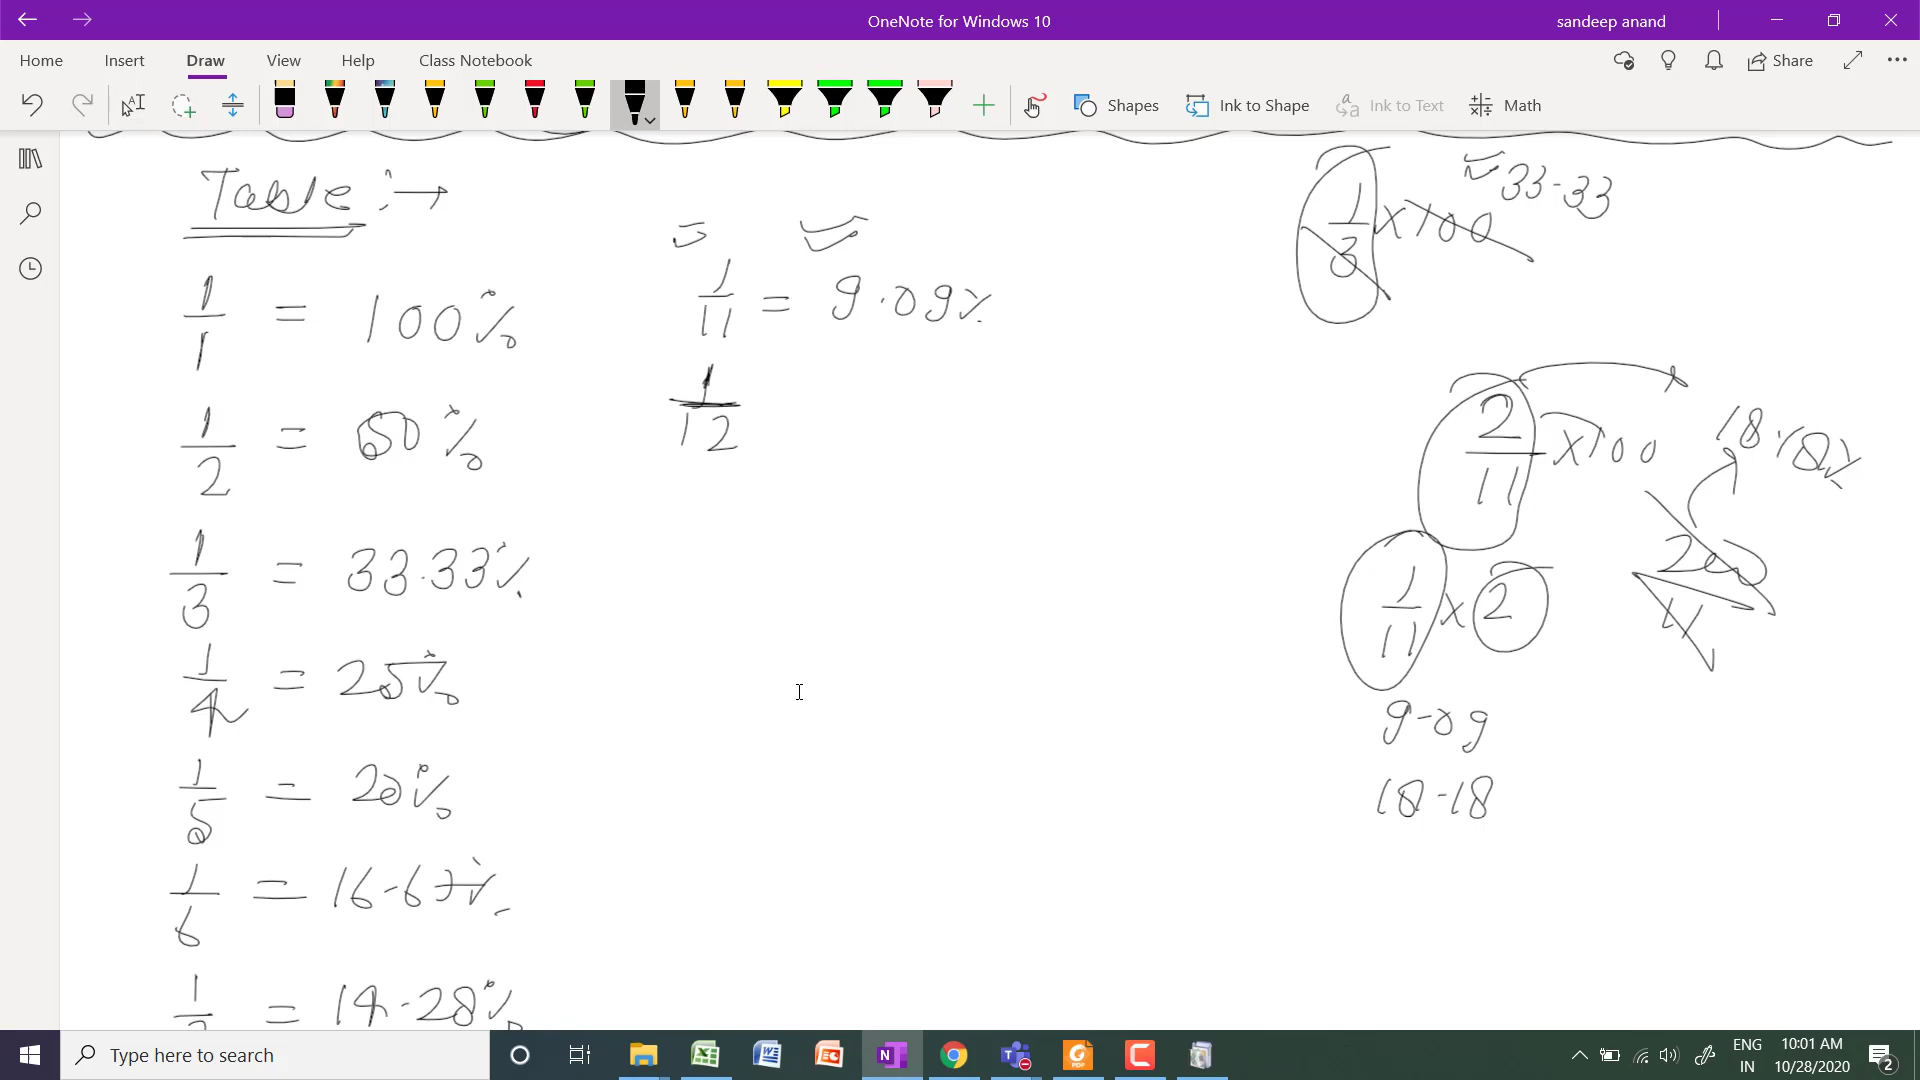 OneNote for Windows 10
sandeep anand
Home Insert Draw View Help Class Notebook
Share
Shapes Ink to Shape Ink to Text Math
Table :→
1/1 = 100%
1/2 = 50%
1/3 = 33.33%
1/4 = 25%
1/5 = 20%
1/6 = 16.67%
= 14.28%
1/11 = 9.09%
1/12
1/3 × 100 33.33
2/11 × 100 18.18%
200/11
1/11 × 2
9.09
18.18
Type here to search
ENG
IN
10:01 AM
10/28/2020
2